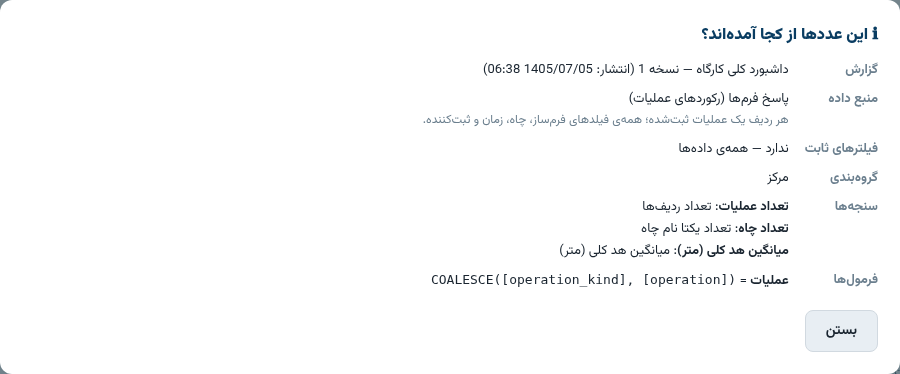 ℹ این عددها از کجا آمده‌اند؟
گزارش داشبورد کلی کارگاه — نسخه 1 (انتشار: 1405/07/05 06:38)
منبع داده پاسخ فرم‌ها (رکوردهای عملیات)
هر ردیف یک عملیات ثبت‌شده؛ همه‌ی فیلدهای فرم‌ساز، چاه، زمان و ثبت‌کننده.
فیلترهای ثابت ندارد — همه‌ی داده‌ها
گروه‌بندی مرکز
سنجه‌ها تعداد عملیات: تعداد ردیف‌ها
تعداد چاه: تعداد یکتا نام چاه
میانگین هد کلی (متر): میانگین هد کلی (متر)
فرمول‌ها عملیات = COALESCE([operation_kind], [operation])
بستن